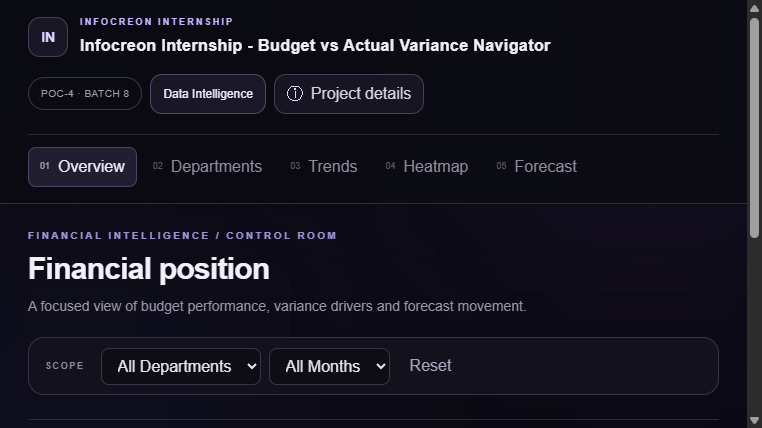 IN
INFOCREON INTERNSHIP
Infocreon Internship - Budget vs Actual Variance Navigator
POC-4 · BATCH 8
Data Intelligence
Project details
01 Overview
02 Departments
03 Trends
04 Heatmap
05 Forecast
FINANCIAL INTELLIGENCE / CONTROL ROOM
Financial position
A focused view of budget performance, variance drivers and forecast movement.
SCOPE
All Departments
All Months
Reset